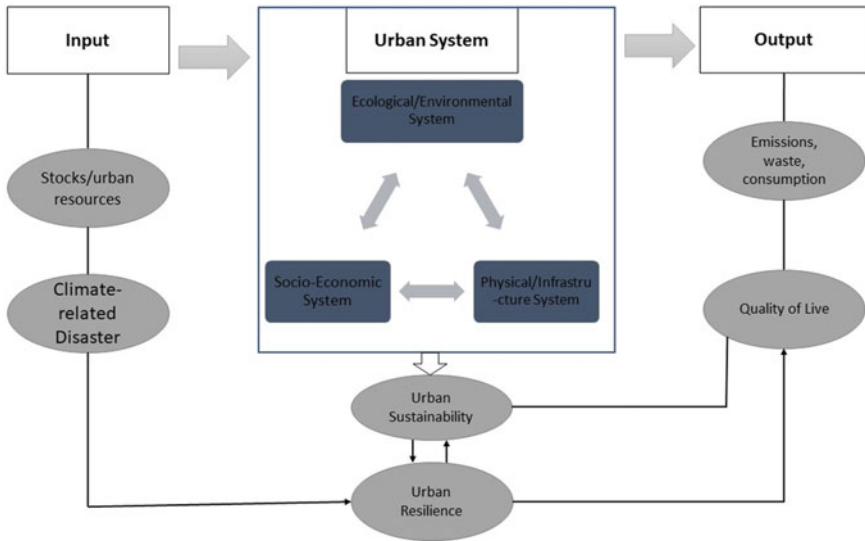 Input
Urban System
Output
Ecological/Environmental
System
Emissions,
waste,
consumption
Stocks/urban
resources
Socio-Economic
System
Physical/Infrastru
-cture System
Climate-
related
Disaster
Quality of Live
Urban
Sustainability
Urban
Resilience